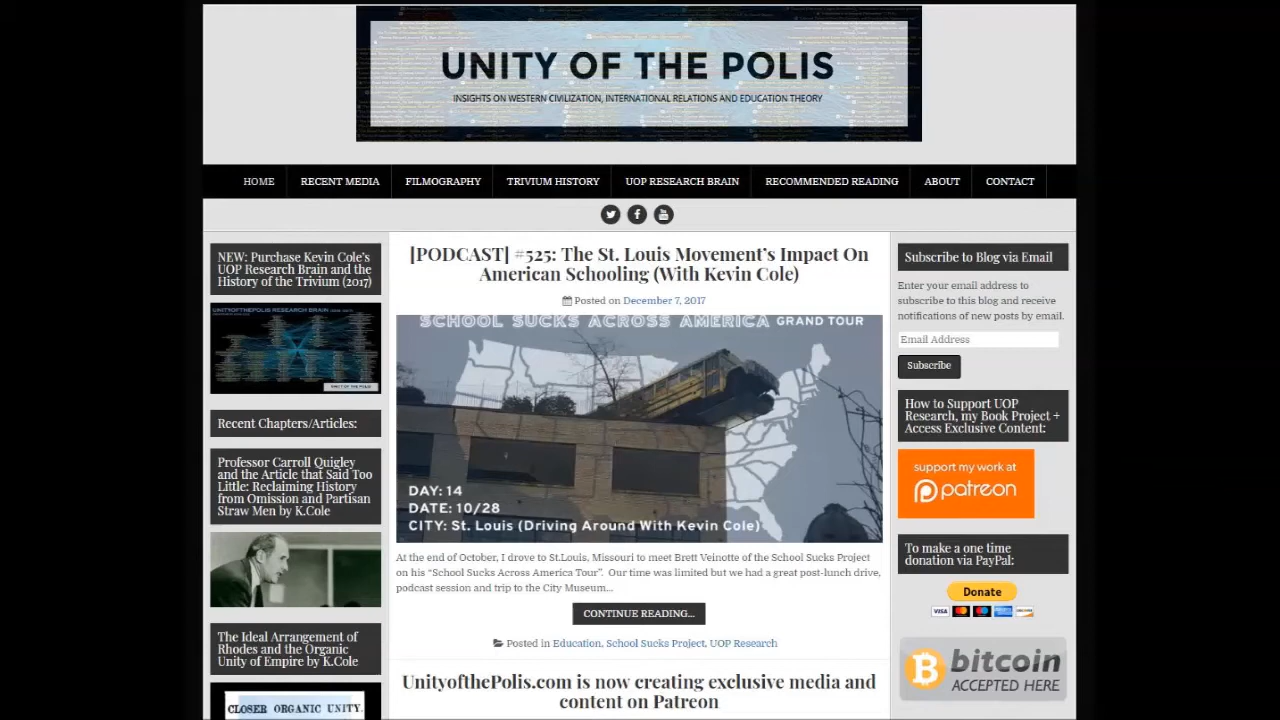 UNITY OF THE POLIS
INSIGHTS ON WESTERN CIVILIZATION, INTERNATIONAL RELATIONS AND EDUCATION THEORY
HOME
RECENT MEDIA
FILMOGRAPHY
TRIVIUM HISTORY
UOP RESEARCH BRAIN
RECOMMENDED READING
ABOUT
CONTACT
NEW: Purchase Kevin Cole's
UOP Research Brain and the
History of the Trivium (2017)
UNITYOFTHEPOLIS RESEARCH BRAIN
Recent Chapters/Articles:
Professor Carroll Quigley
and the Article that Said Too
Little: Reclaiming History
from Omission and Partisan
Straw Men by K.Cole
The Ideal Arrangement of
Rhodes and the Organic
Unity of Empire by K.Cole
CLOSER ORGANIC UNITY.
[PODCAST] #525: The St. Louis Movement's Impact On
American Schooling (With Kevin Cole)
Posted on December 7, 2017
SCHOOL SUCKS ACROSS AMERICA GRAND TOUR
DAY: 14
DATE: 10/28
CITY: St. Louis (Driving Around With Kevin Cole)
At the end of October, I drove to St.Louis, Missouri to meet Brett Veinotte of the School Sucks Project
on his "School Sucks Across America Tour". Our time was limited but we had a great post-lunch drive,
podcast session and trip to the City Museum...
CONTINUE READING...
Posted in Education, School Sucks Project, UOP Research
UnityofthePolis.com is now creating exclusive media and
content on Patreon
Subscribe to Blog via Email
Enter your email address to
subscribe to this blog and receive
notifications of new posts by email.
Email Address
Subscribe
How to Support UOP
Research, my Book Project +
Access Exclusive Content:
support my work at
patreon
To make a one time
donation via PayPal:
Donate
VISA
bitcoin
ACCEPTED HERE